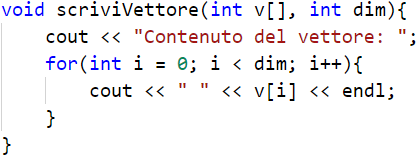 void scriviVettore(int v[], int dim){
    cout << "Contenuto del vettore: ";
    for(int i = 0; i < dim; i++){
        cout << " " << v[i] << endl;
    }
}